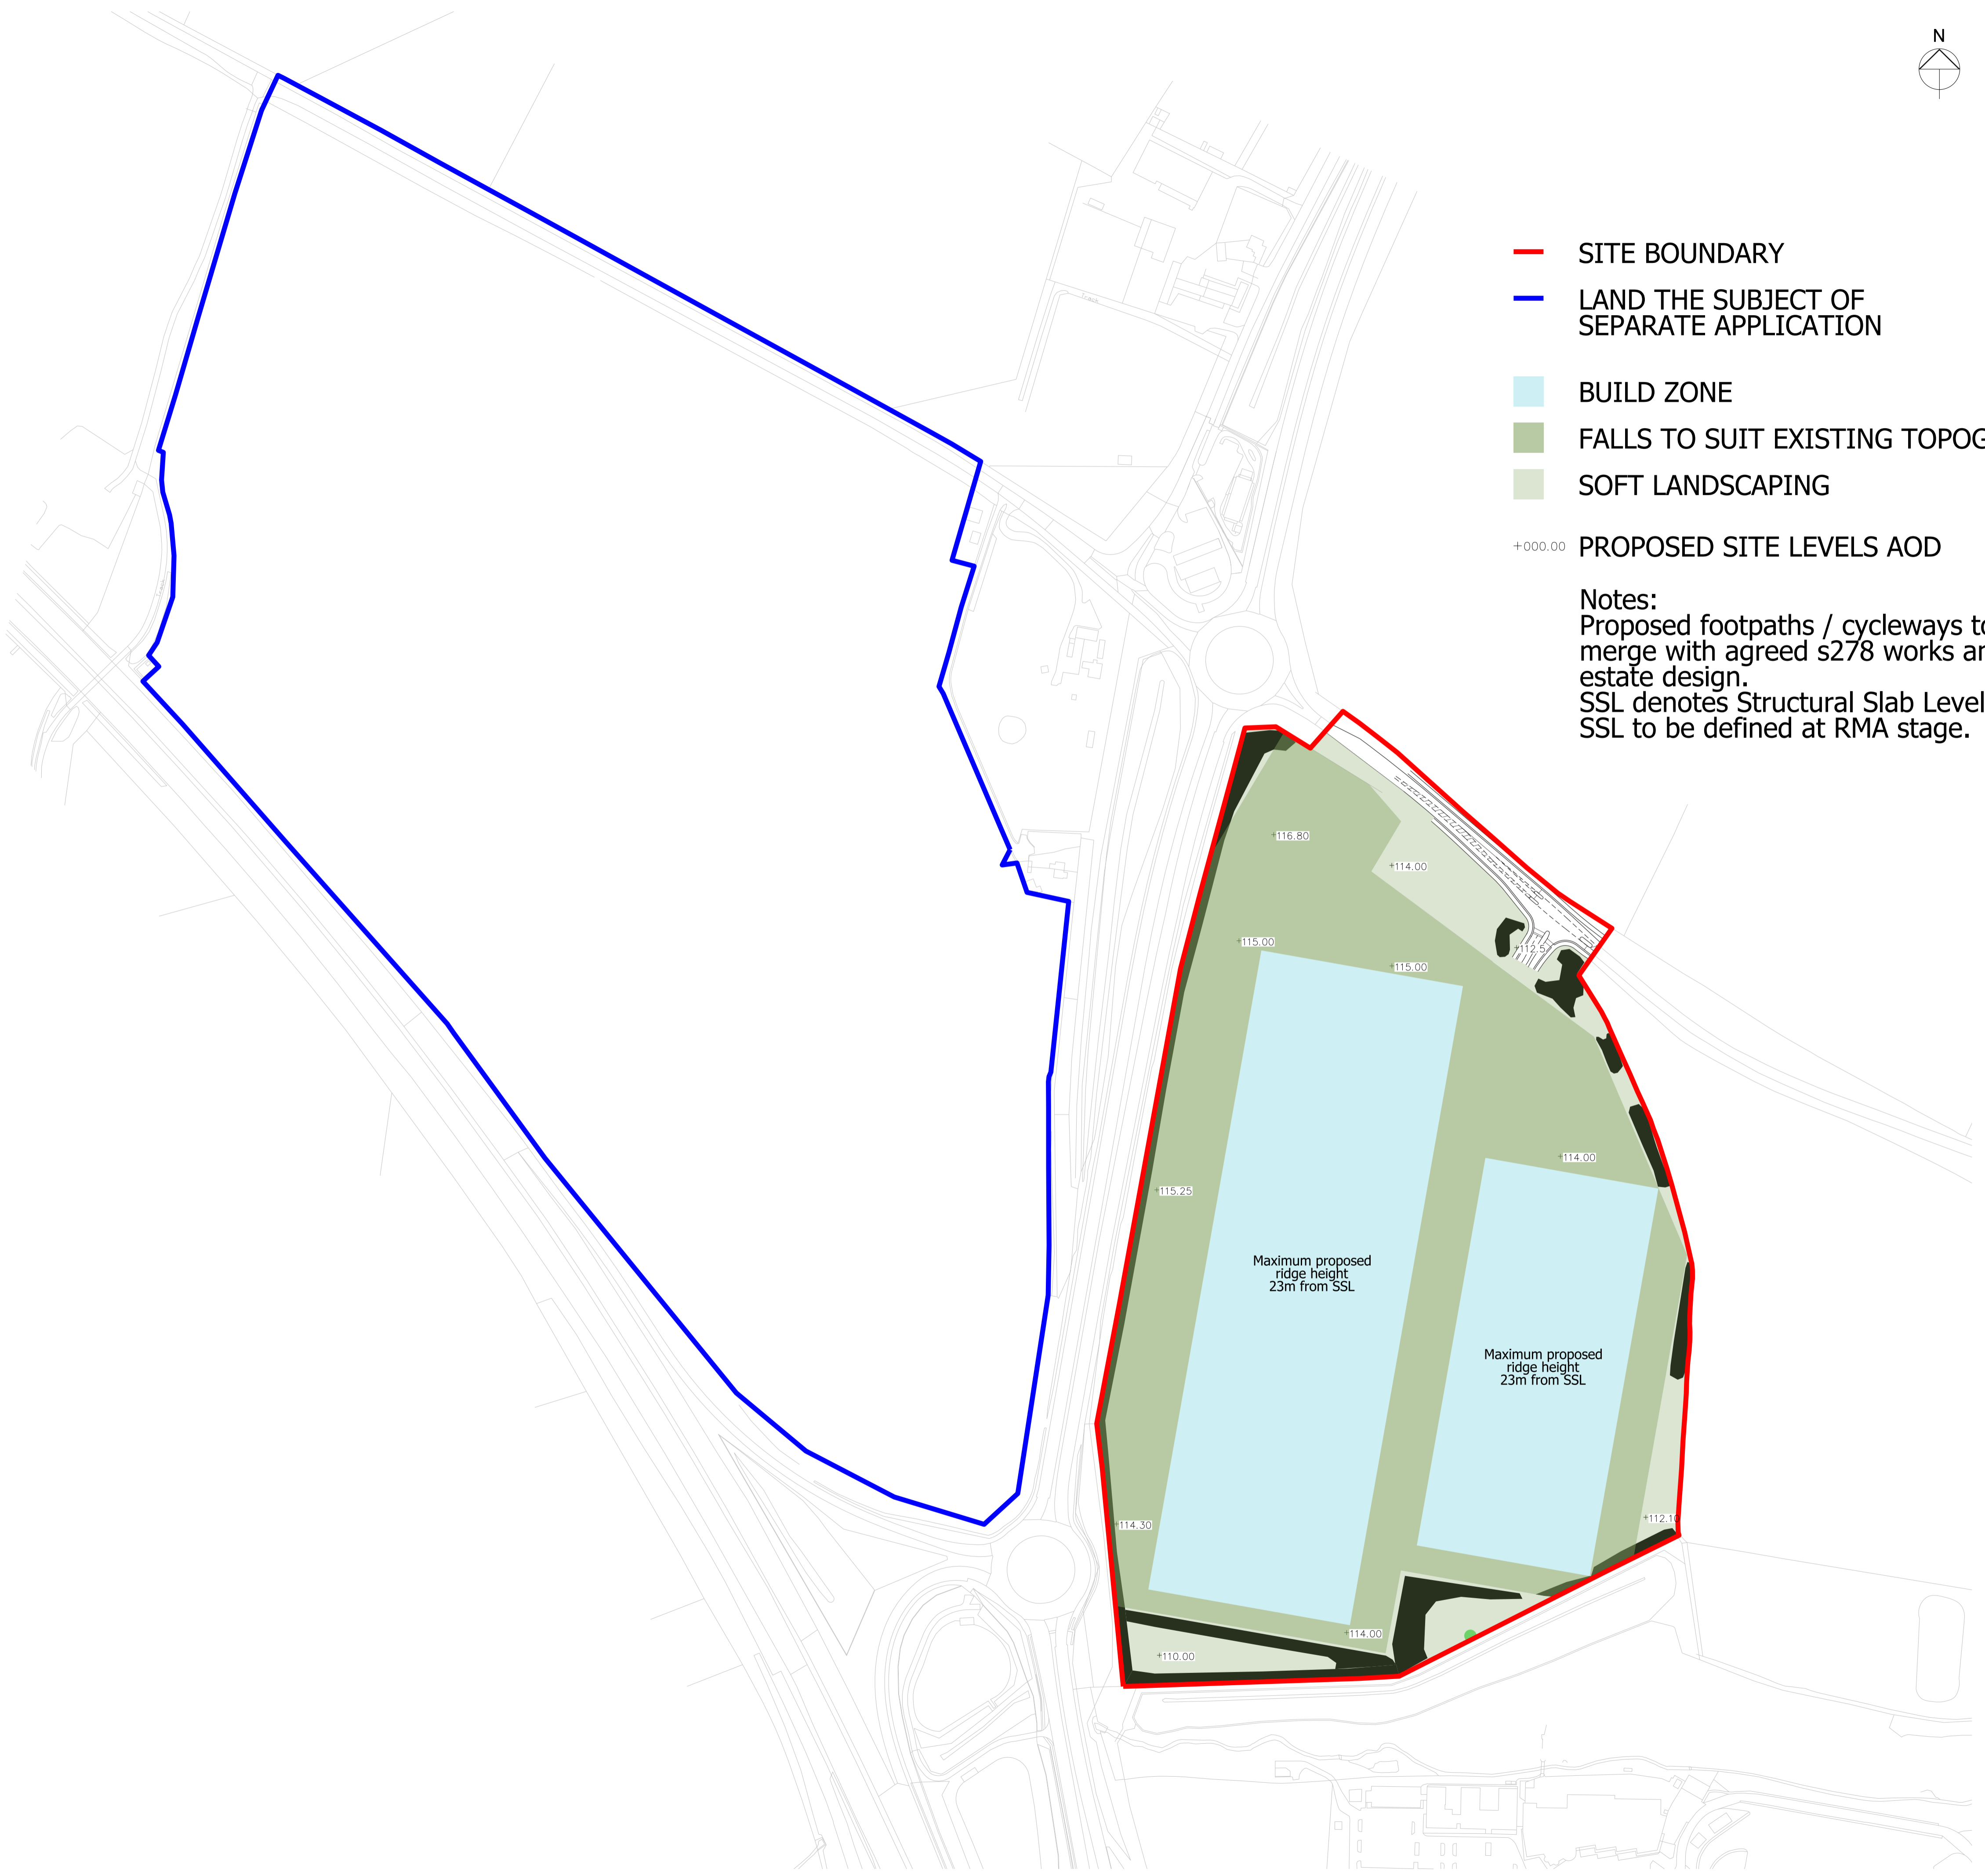 N
SITE BOUNDARY
LAND THE SUBJECT OF
SEPARATE APPLICATION
BUILD ZONE
FALLS TO SUIT EXISTING TOPOG
SOFT LANDSCAPING
+000.00 PROPOSED SITE LEVELS AOD
Notes:
Proposed footpaths / cycleways to
merge with agreed s278 works an
estate design.
SSL denotes Structural Slab Level
SSL to be defined at RMA stage.
+116.80
+114.00
+115.00
+112.5
+115.00
+114.00
+115.25
Maximum proposed
ridge height
23m from SSL
Maximum proposed
ridge height
23m from SSL
+114.30
+112.10
+114.00
+110.00